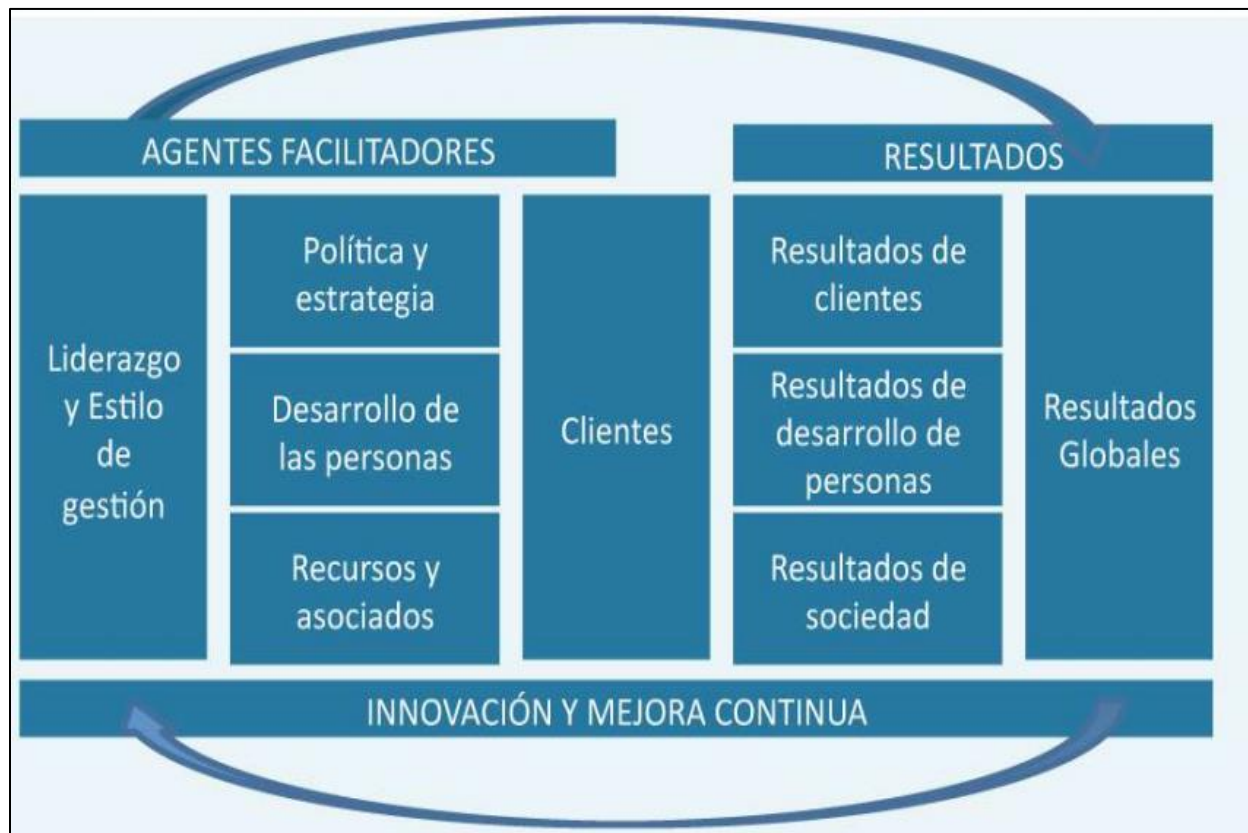 AGENTES FACILITADORES
RESULTADOS
Liderazgo
y Estilo
de
gestión
Política y
estrategia
Desarrollo de
las personas
Recursos y
asociados
Clientes
Resultados de
clientes
Resultados de
desarrollo de
personas
Resultados de
sociedad
Resultados
Globales
INNOVACIÓN Y MEJORA CONTINUA